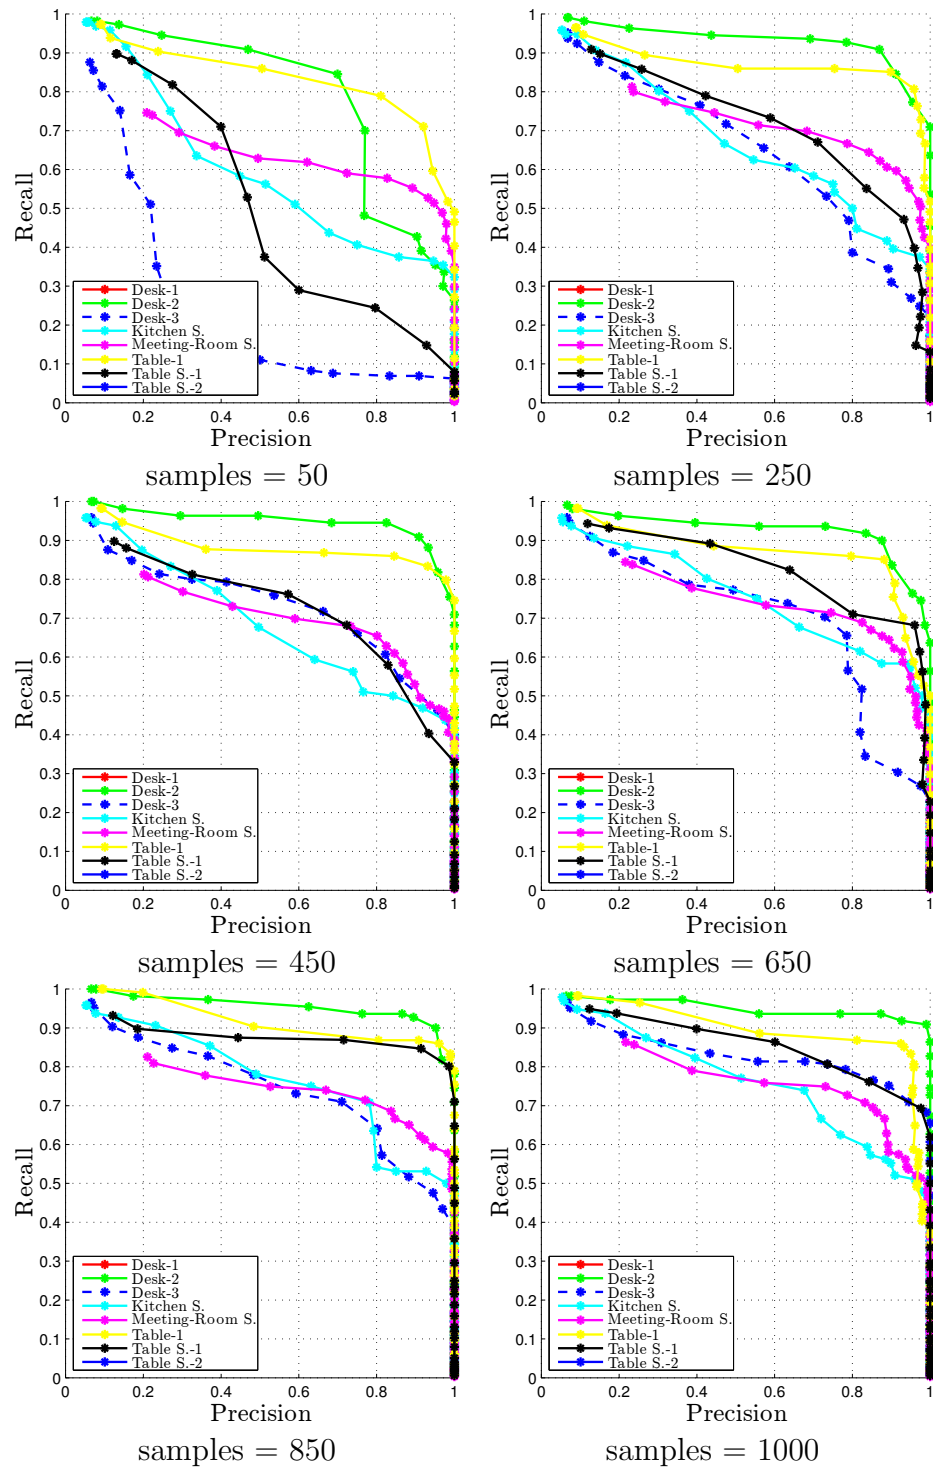 1
0.9
0.8
0.7
0.6
0.5
0.4
0.3
0.2
0.1
0
Recall
Desk-1
Desk-2
Desk-3
Kitchen S.
Meeting-Room S.
Table-1
Table S.-1
Table S.-2
0 0.2 0.4 0.6 0.8 1
Precision
samples = 50
1
0.9
0.8
0.7
0.6
0.5
0.4
0.3
0.2
0.1
0
Recall
Desk-1
Desk-2
Desk-3
Kitchen S.
Meeting-Room S.
Table-1
Table S.-1
Table S.-2
0 0.2 0.4 0.6 0.8 1
Precision
samples = 250
1
0.9
0.8
0.7
0.6
0.5
0.4
0.3
0.2
0.1
0
Recall
Desk-1
Desk-2
Desk-3
Kitchen S.
Meeting-Room S.
Table-1
Table S.-1
Table S.-2
0 0.2 0.4 0.6 0.8 1
Precision
samples = 450
1
0.9
0.8
0.7
0.6
0.5
0.4
0.3
0.2
0.1
0
Recall
Desk-1
Desk-2
Desk-3
Kitchen S.
Meeting-Room S.
Table-1
Table S.-1
Table S.-2
0 0.2 0.4 0.6 0.8 1
Precision
samples = 650
1
0.9
0.8
0.7
0.6
0.5
0.4
0.3
0.2
0.1
0
Recall
Desk-1
Desk-2
Desk-3
Kitchen S.
Meeting-Room S.
Table-1
Table S.-1
Table S.-2
0 0.2 0.4 0.6 0.8 1
Precision
samples = 850
1
0.9
0.8
0.7
0.6
0.5
0.4
0.3
0.2
0.1
0
Recall
Desk-1
Desk-2
Desk-3
Kitchen S.
Meeting-Room S.
Table-1
Table S.-1
Table S.-2
0 0.2 0.4 0.6 0.8 1
Precision
samples = 1000